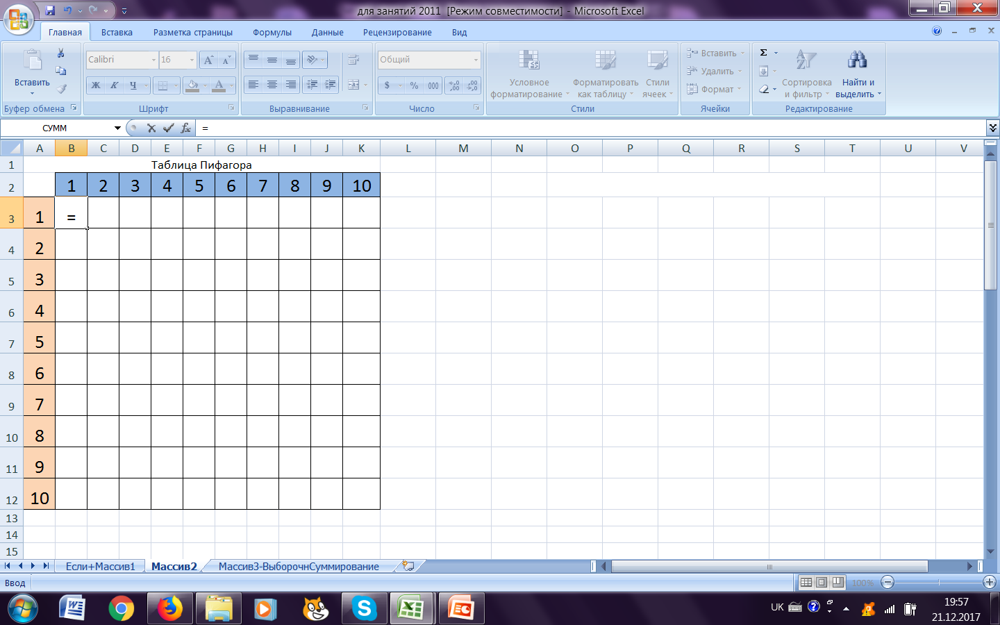 для занятий 2011 [Режим совместимости] - Microsoft Excel
Главная Вставка Разметка страницы Формулы Данные Рецензирование Вид
Вставить
Буфер обмена
Calibri 16
Ж К Ч А
Шрифт
Выравнивание
Общий
$ % 000
Число
Условное форматирование
Форматировать как таблицу
Стили ячеек
Стили
Вставить
Удалить
Формат
Ячейки
Σ
Сортировка и фильтр
Найти и выделить
Редактирование
СУММ fx =
A B C D E F G H I J K L M N O P Q R S T U V
1 Таблица Пифагора
2 1 2 3 4 5 6 7 8 9 10
3 1 =
4 2
5 3
6 4
7 5
8 6
9 7
10 8
11 9
12 10
13
14
15
Если+Массив1 Массив2 Массив3-ВыборочнСуммирование
Ввод 100%
UK 19:57
21.12.2017